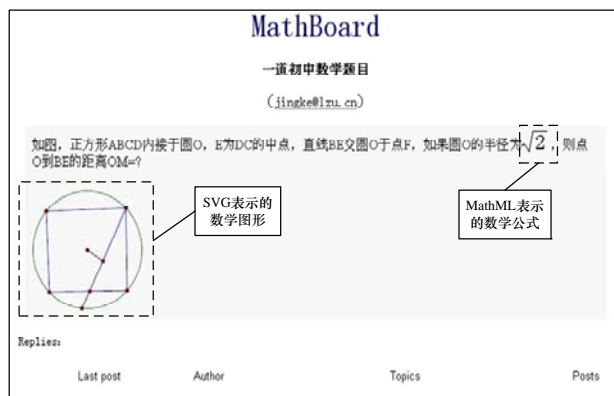 MathBoard
一道初中数学题目
(jingke@lzu.cn)
如图，正方形ABCD内接于圆O，E为DC的中点，直线BE交圆O于点F，如果圆O的半径为√2，则点
O到BE的距离OM=?
SVG表示的
数学图形
MathML表示
的数学公式
Replies:
Last post Author Topics Posts